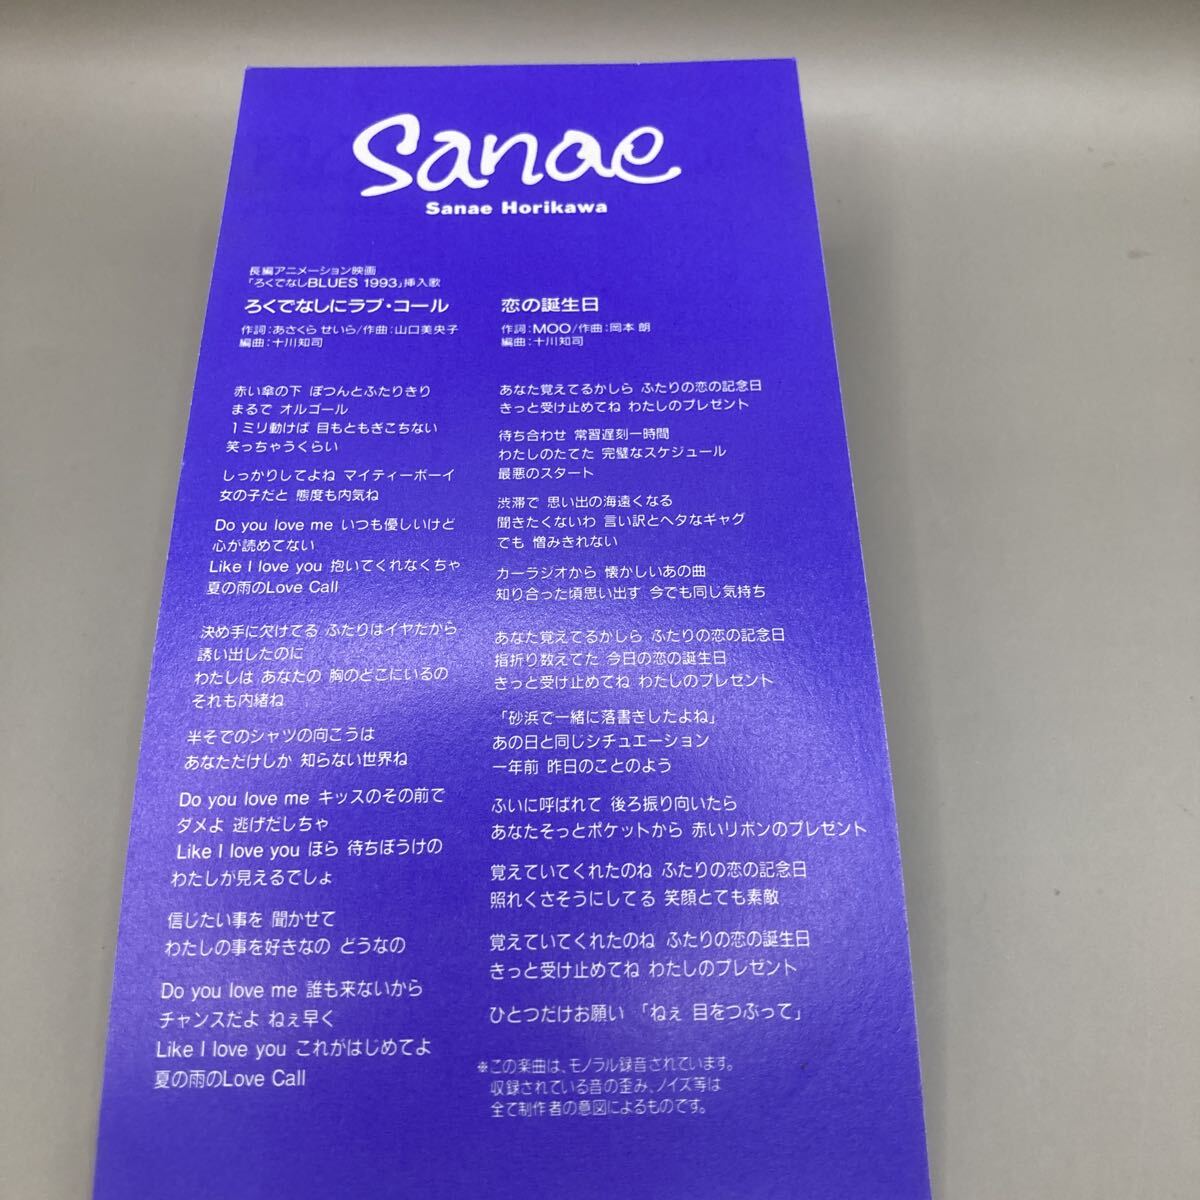 Sanae
Sanae Horikawa
長編アニメーション映画
「ろくでなしBLUES 1993」挿入歌
ろくでなしにラブ・コール
作詞:あさくら せいら/作曲:山口美央子
編曲:十川知司
赤い傘の下 ぽつんとふたりきり
まるで オルゴール
1ミリ動けば 目もともぎこちない
笑っちゃうくらい
しっかりしてよね マイティーボーイ
女の子だと 態度も内気ね
Do you love me いつも優しいけど
心が読めてない
Like I love you 抱いてくれなくちゃ
夏の雨のLove Call
決め手に欠けてる ふたりはイヤだから
誘い出したのに
わたしは あなたの 胸のどこにいるの
それも内緒ね
半そでのシャツの向こうは
あなただけしか 知らない世界ね
Do you love me キッスのその前で
ダメよ 逃げだしちゃ
Like I love you ほら 待ちぼうけの
わたしが見えるでしょ
信じたい事を 聞かせて
わたしの事を好きなの どうなの
Do you love me 誰も来ないから
チャンスだよ ねぇ早く
Like I love you これがはじめてよ
夏の雨のLove Call
恋の誕生日
作詞:MOO/作曲:岡本 朗
編曲:十川知司
あなた覚えてるかしら ふたりの恋の記念日
きっと受け止めてね わたしのプレゼント
待ち合わせ 常習遅刻一時間
わたしのたてた 完璧なスケジュール
最悪のスタート
渋滞で 思い出の海遠くなる
聞きたくないわ 言い訳とヘタなギャグ
でも 憎みきれない
カーラジオから 懐かしいあの曲
知り合った頃思い出す 今でも同じ気持ち
あなた覚えてるかしら ふたりの恋の記念日
指折り数えてた 今日の恋の誕生日
きっと受け止めてね わたしのプレゼント
「砂浜で一緒に落書きしたよね」
あの日と同じシチュエーション
一年前 昨日のことのよう
ふいに呼ばれて 後ろ振り向いたら
あなたそっとポケットから 赤いリボンのプレゼント
覚えていてくれたのね ふたりの恋の記念日
照れくさそうにしてる 笑顔とても素敵
覚えていてくれたのね ふたりの恋の誕生日
きっと受け止めてね わたしのプレゼント
ひとつだけお願い 「ねぇ 目をつぶって」
※この楽曲は、モノラル録音されています。
収録されている音の歪み、ノイズ等は
全て制作者の意図によるものです。